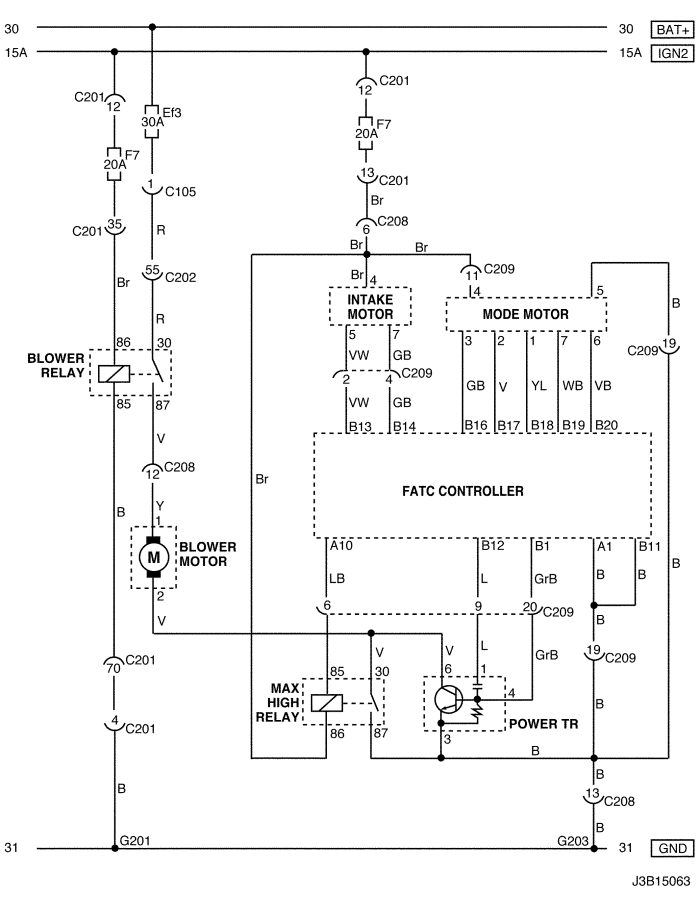 30
30
BAT+
15A
15A
IGN2
C201
12
C201
12
Ef3
30A
F7
20A
F7
20A
13
C201
1
C105
Br
C208
6
35
C201
R
Br
Br
55
C202
Br
4
11
C209
4
5
Br
INTAKE
MOTOR
MODE MOTOR
B
R
5
7
3
2
1
7
6
86
30
19
C209
BLOWER
RELAY
VW
GB
2
4
C209
GB
V
YL
WB
VB
85
87
VW
GB
B13
B14
B16
B17
B18
B19
B20
V
12
C208
Br
FATC CONTROLLER
B
Y
1
M
BLOWER
MOTOR
A10
B12
B1
A1
B11
2
LB
L
GrB
B
B
B
V
6
9
20
C209
B
V
V
L
GrB
19
C209
70
C201
85
30
6
1
4
MAX
HIGH
RELAY
POWER TR
B
4
C201
86
87
3
B
B
B
13
C208
B
31
G201
G203
31
GND
J3B15063